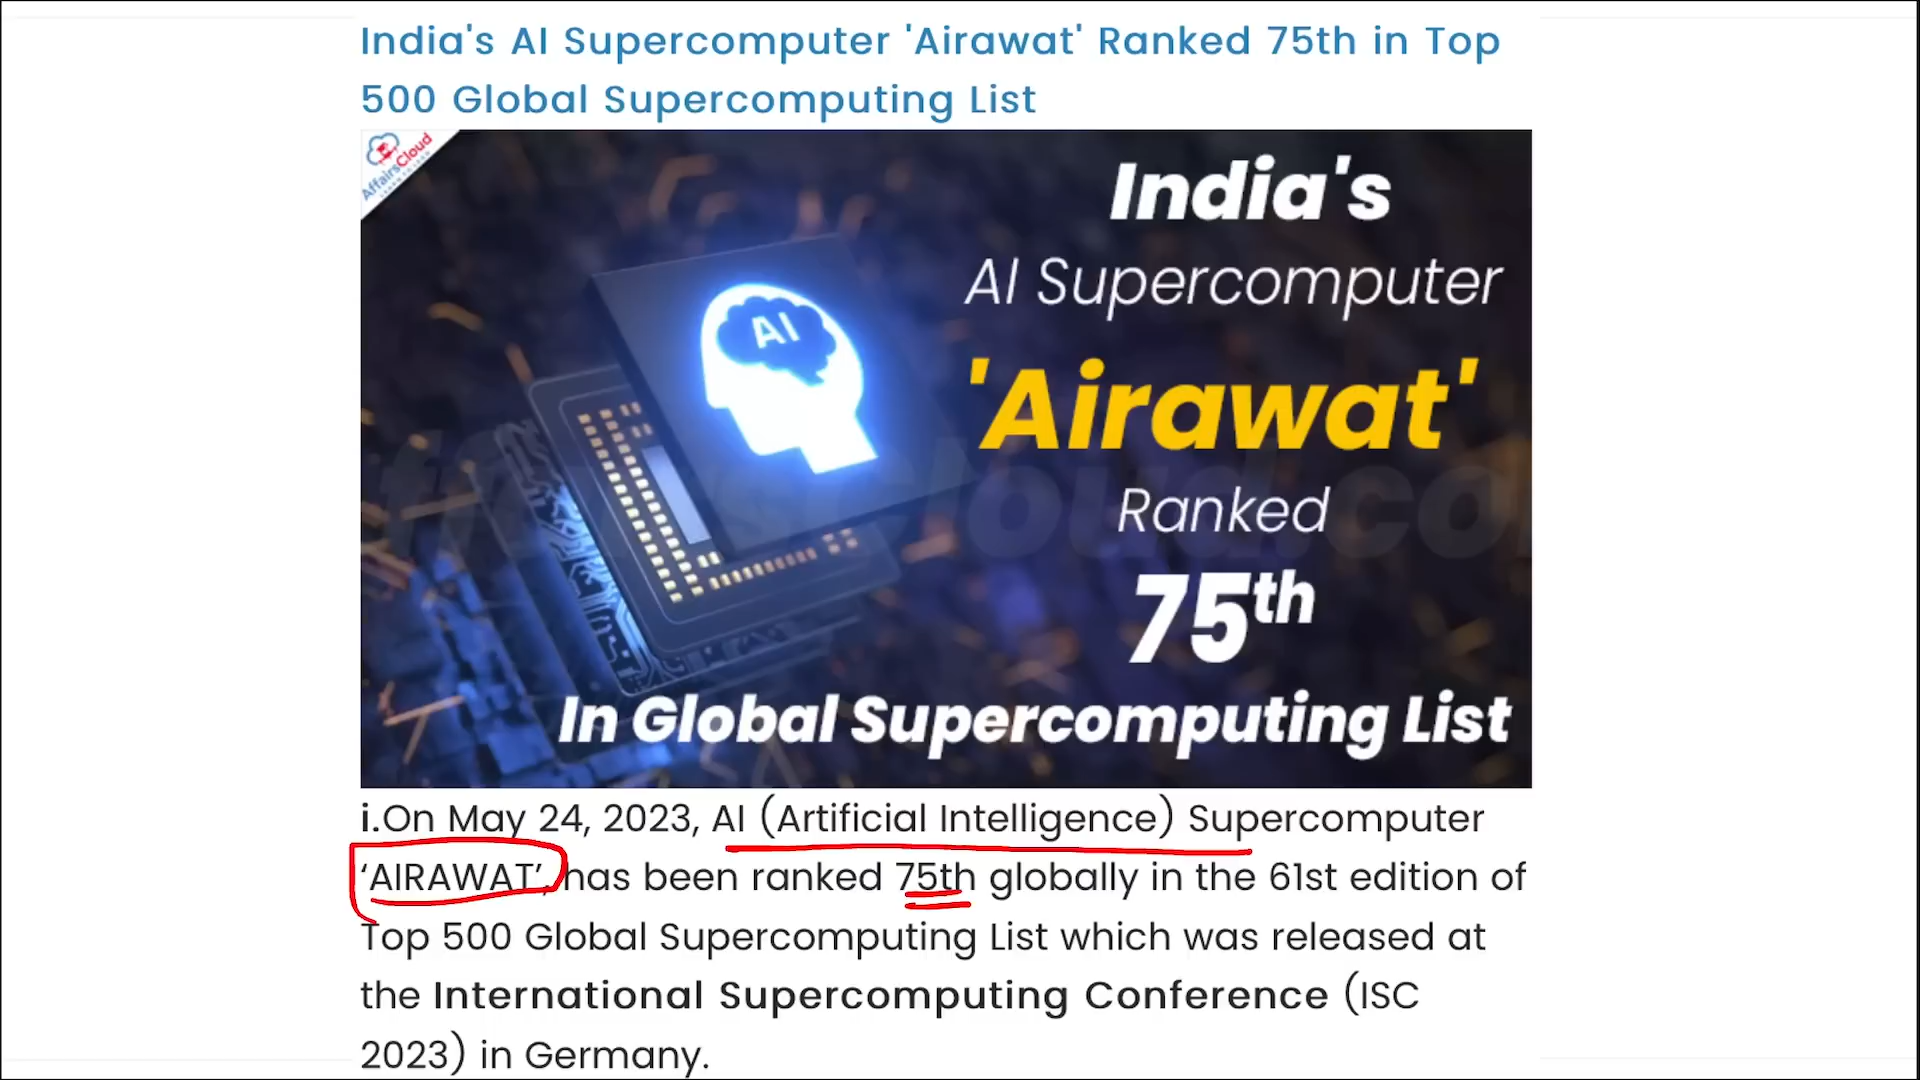 India's AI Supercomputer 'Airawat' Ranked 75th in Top
500 Global Supercomputing List
AffairsCloud
India's
AI Supercomputer
AI
'Airawat'
Ranked
75th
In Global Supercomputing List
i.On May 24, 2023, AI (Artificial Intelligence) Supercomputer
‘AIRAWAT’, has been ranked 75th globally in the 61st edition of
Top 500 Global Supercomputing List which was released at
the International Supercomputing Conference (ISC
2023) in Germany.